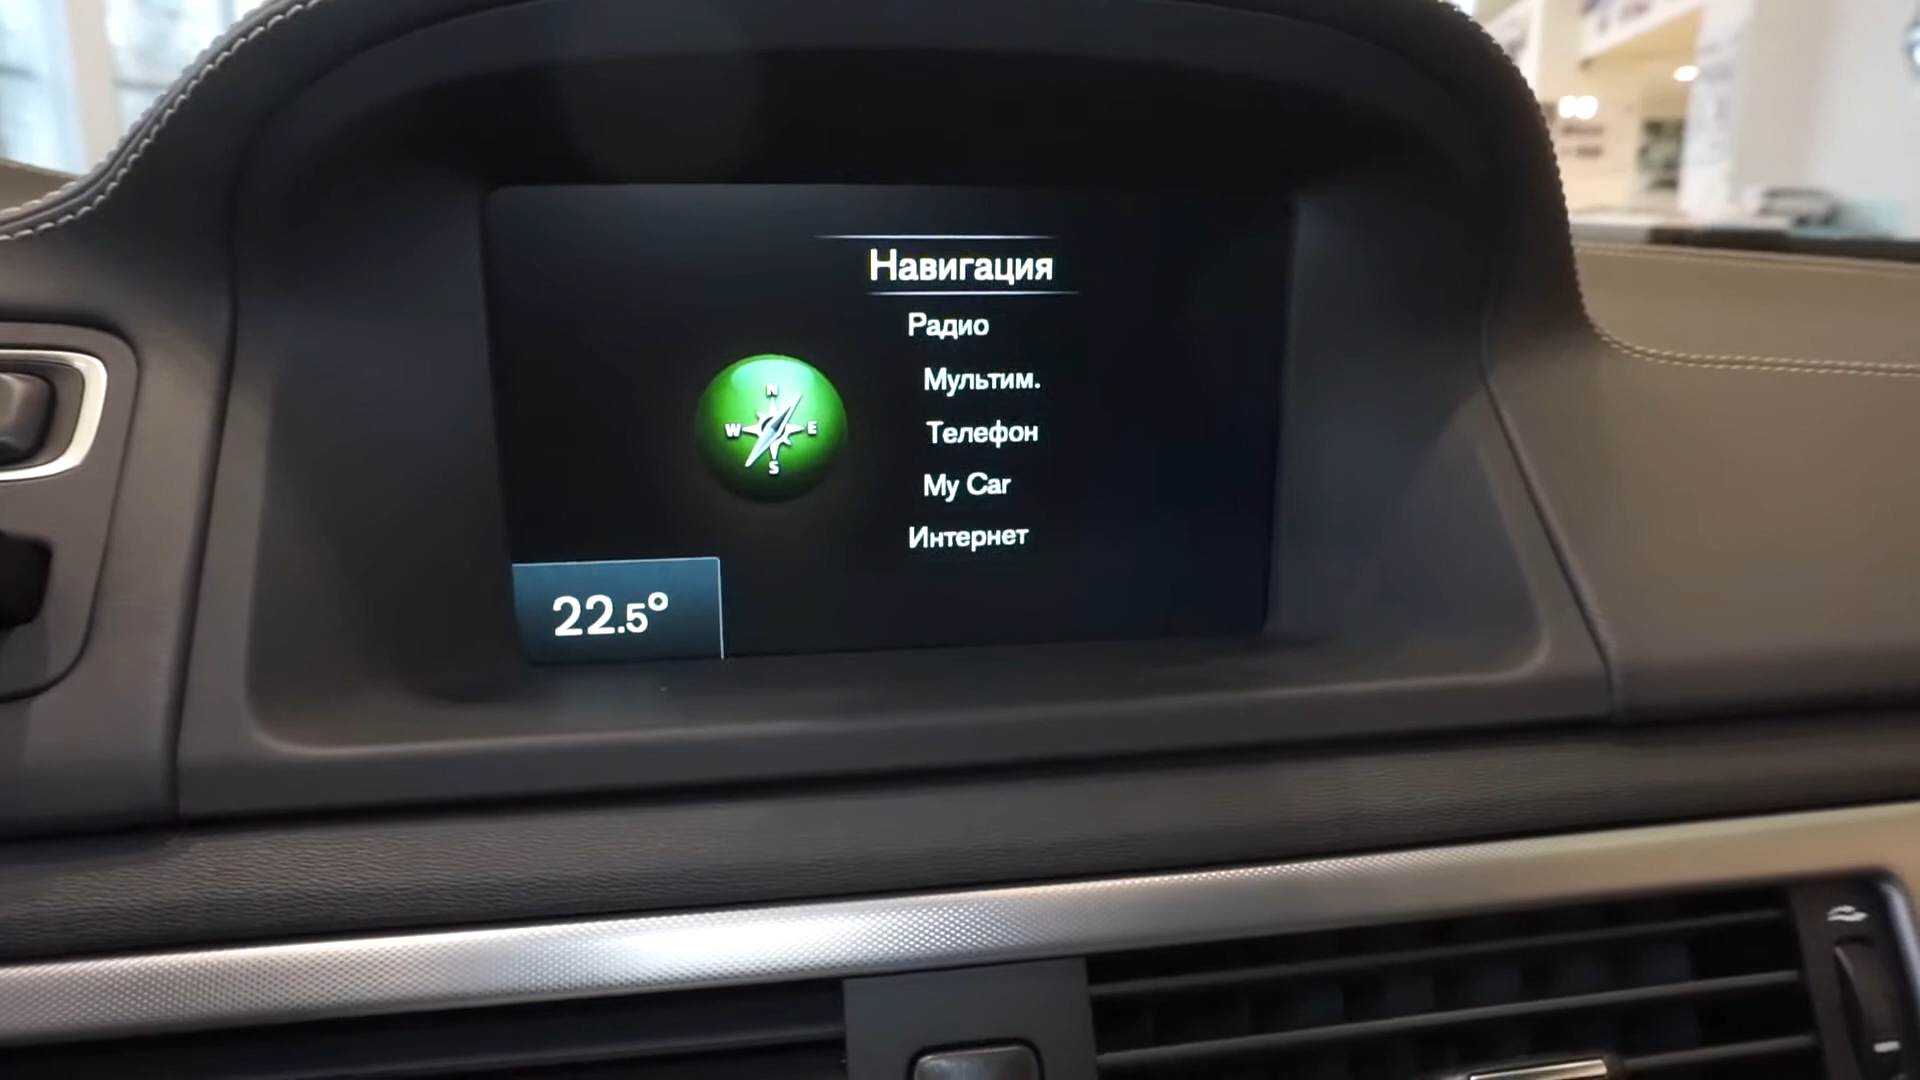 Навигация
Радио
Мультим.
Телефон
My Car
Интернет
N
W E
S
22.5°